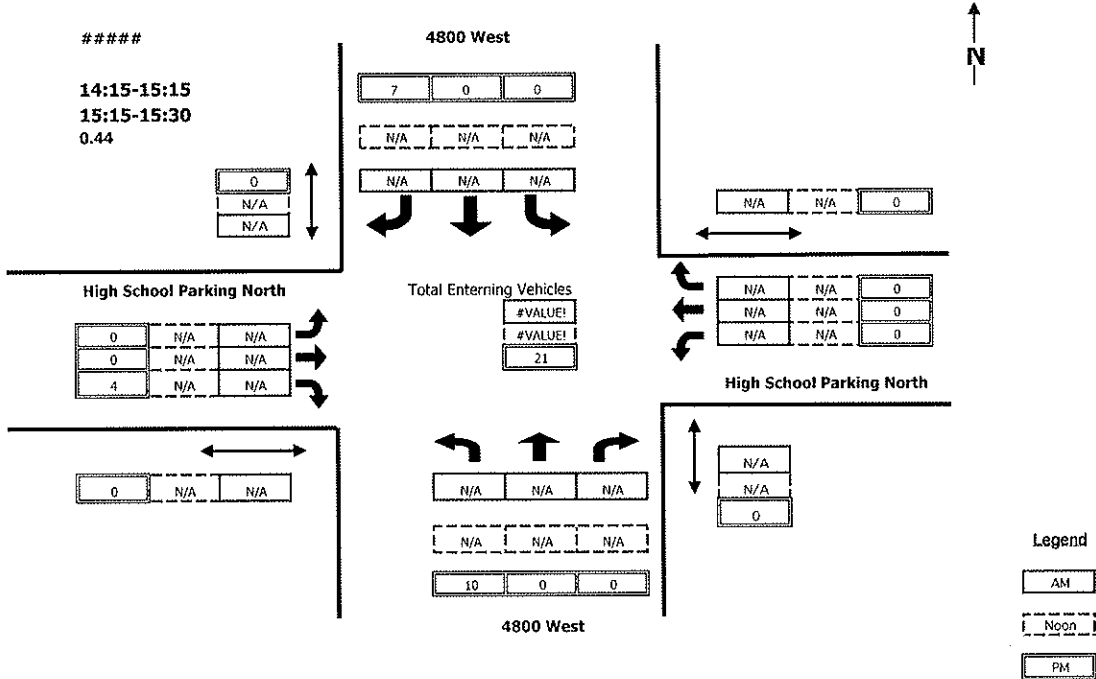 #####
4800 West
N
14:15-15:15
15:15-15:30
0.44
7 0 0
N/A N/A N/A
N/A N/A N/A
0
N/A
N/A
N/A N/A 0
High School Parking North
Total Enterning Vehicles
#VALUE!
#VALUE!
21
N/A N/A 0
N/A N/A 0
N/A N/A 0
0 N/A N/A
0 N/A N/A
4 N/A N/A
High School Parking North
0 N/A N/A
N/A N/A N/A
N/A N/A N/A
10 0 0
N/A
N/A
0
4800 West
Legend
AM
Noon
PM